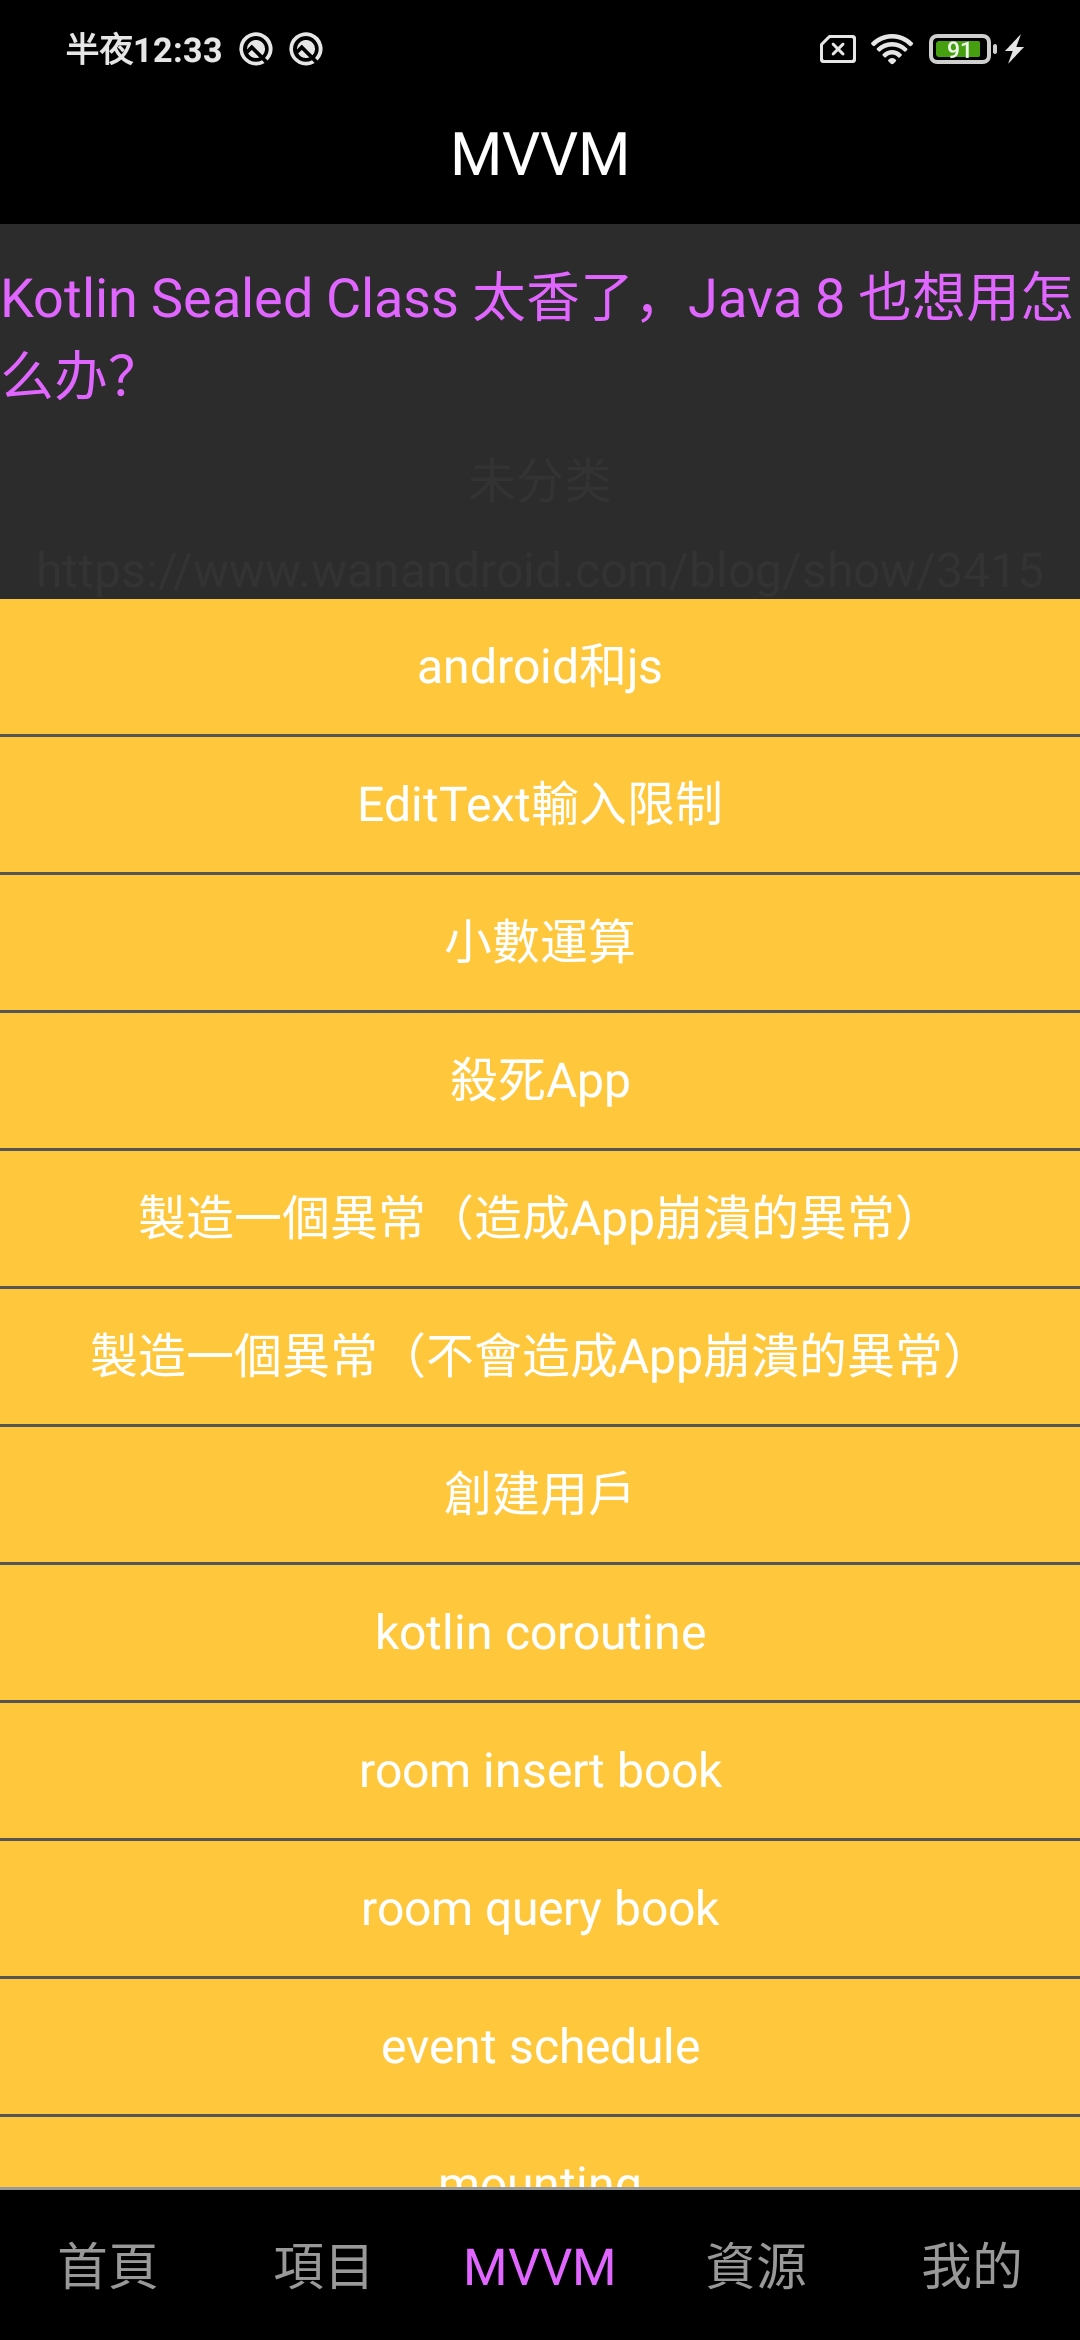 半夜12:33
91
MVVM
Kotlin Sealed Class 太香了，Java 8 也想用怎
么办？
未分类
https://www.wanandroid.com/blog/show/3415
android和js
EditText輸入限制
小數運算
殺死App
製造一個異常（造成App崩潰的異常）
製造一個異常（不會造成App崩潰的異常）
創建用戶
kotlin coroutine
room insert book
room query book
event schedule
mounting
首頁
項目
MVVM
資源
我的